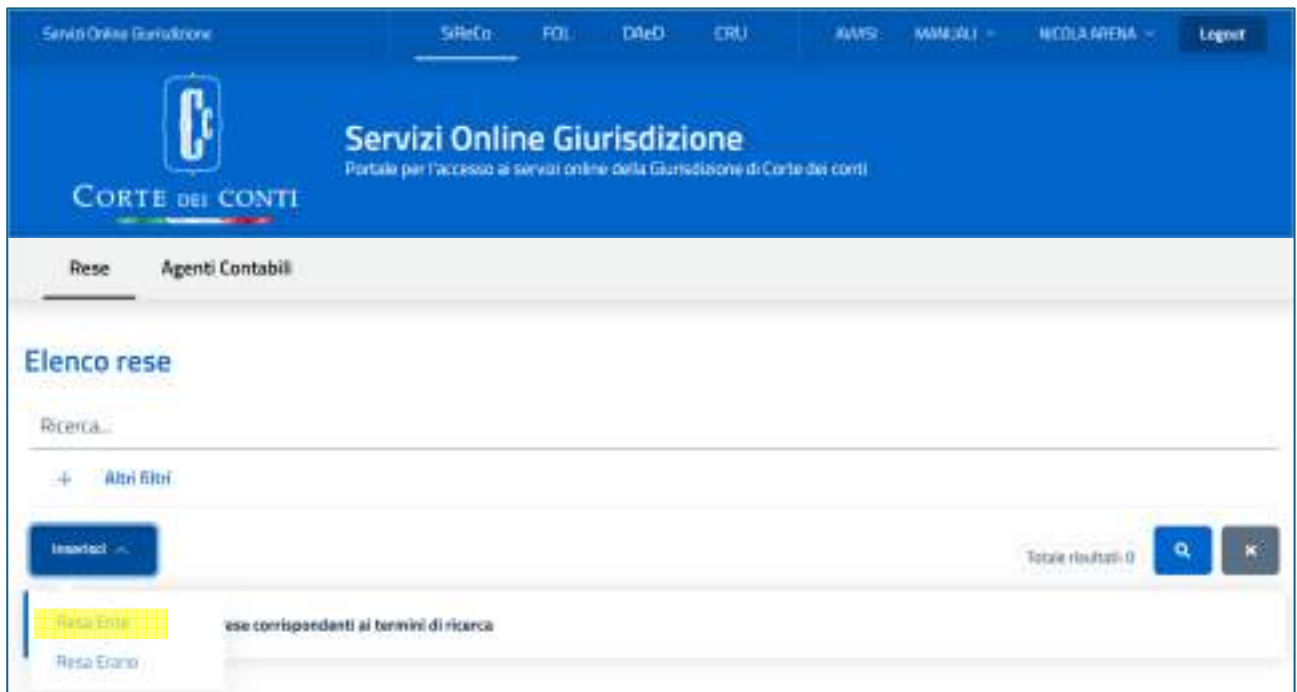 Servizi Online Giurisdizione SiReCo FOL DAeD CRU AVVISI MANUALI NICOLA ARENA Logout
CORTE DEI CONTI
Servizi Online Giurisdizione
Portale per l'accesso ai servizi online della Giurisdizione di Corte dei conti
Rese Agenti Contabili
Elenco rese
Ricerca...
+ Altri filtri
Inserisci
Totale risultati: 0
Resa Ente
ese corrispondenti ai termini di ricerca
Resa Erario